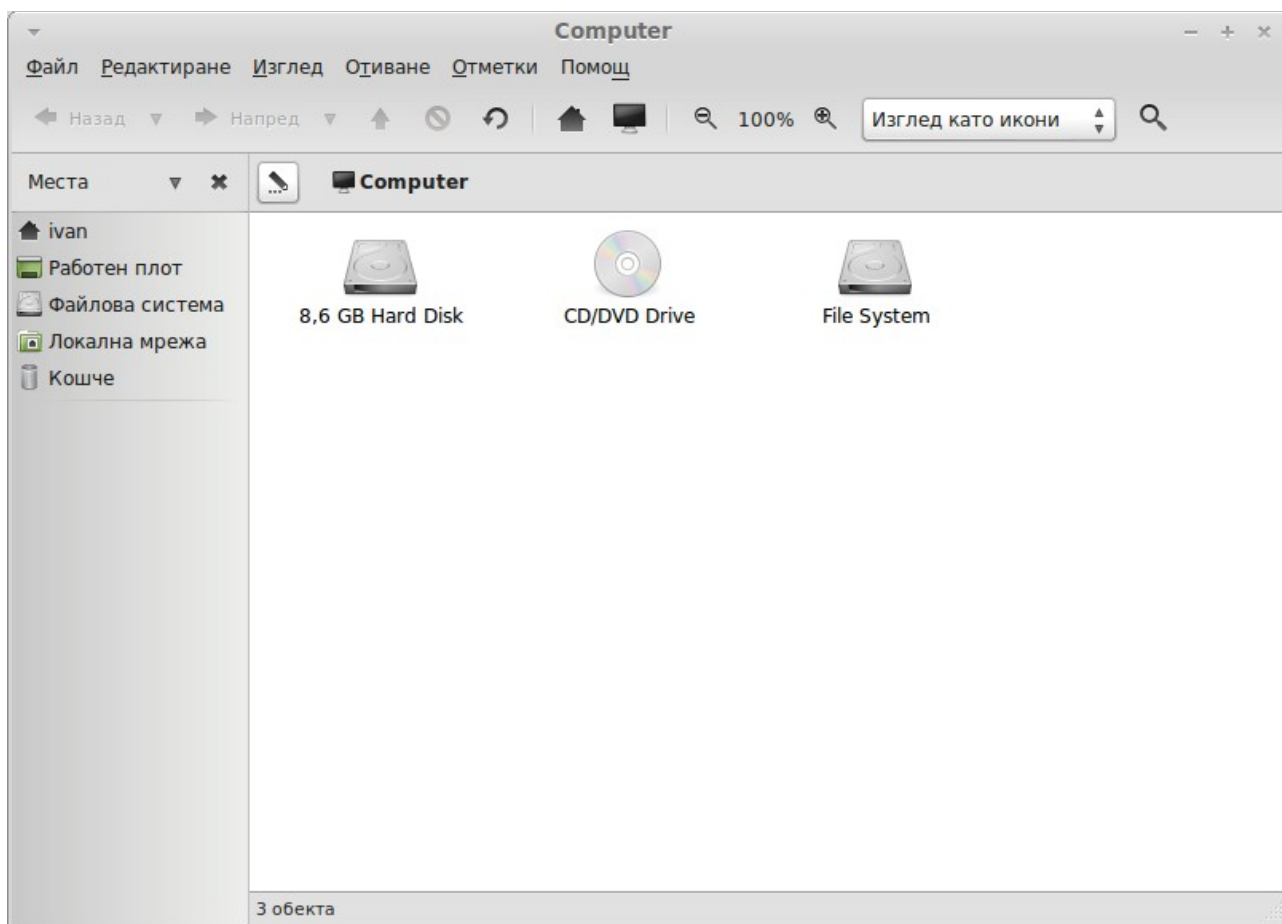 Computer
Файл Редактиране Изглед Отиване Отметки Помощ
Назад Напред 100% Изглед като икони
Места
Computer
ivan
Работен плот
Файлова система
Локална мрежа
Кошче
8,6 GB Hard Disk CD/DVD Drive File System
3 обекта